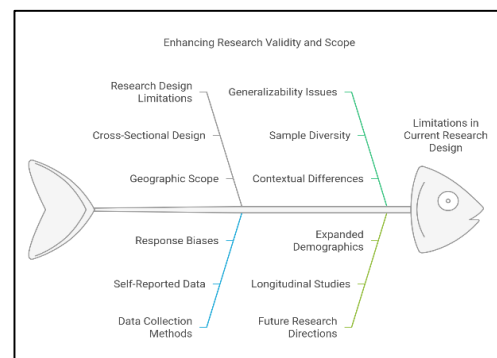 Enhancing Research Validity and Scope
Research Design
Limitations
Cross-Sectional Design
Geographic Scope
Generalizability Issues
Sample Diversity
Contextual Differences
Limitations in
Current Research
Design
Response Biases
Self-Reported Data
Data Collection
Methods
Expanded
Demographics
Longitudinal Studies
Future Research
Directions